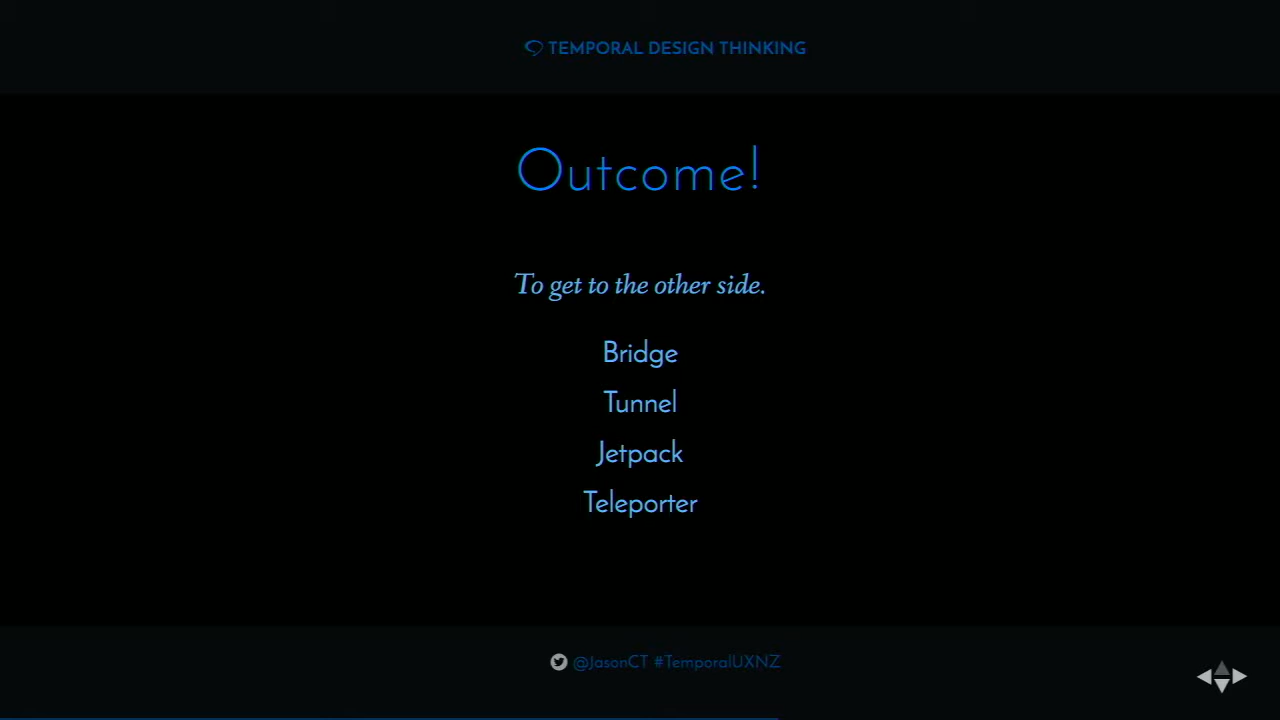 TEMPORAL DESIGN THINKING
Outcome!
To get to the other side.
Bridge
Tunnel
Jetpack
Teleporter
@JasonCT #TemporalUXNZ